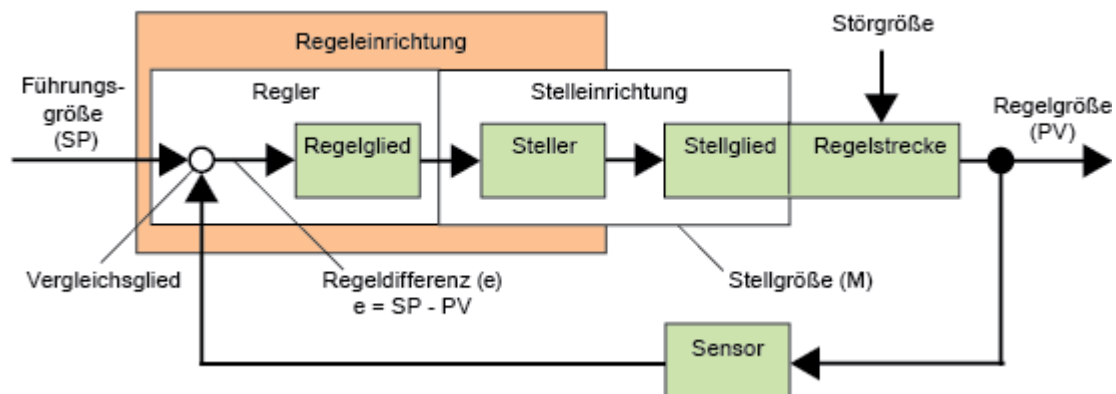 Regeleinrichtung
Störgröße
Führungs-
größe
(SP)
Regler
Stelleinrichtung
Regelgröße
(PV)
Regelglied
Steller
Stellglied
Regelstrecke
Vergleichsglied
Regeldifferenz (e)
e = SP - PV
Stellgröße (M)
Sensor